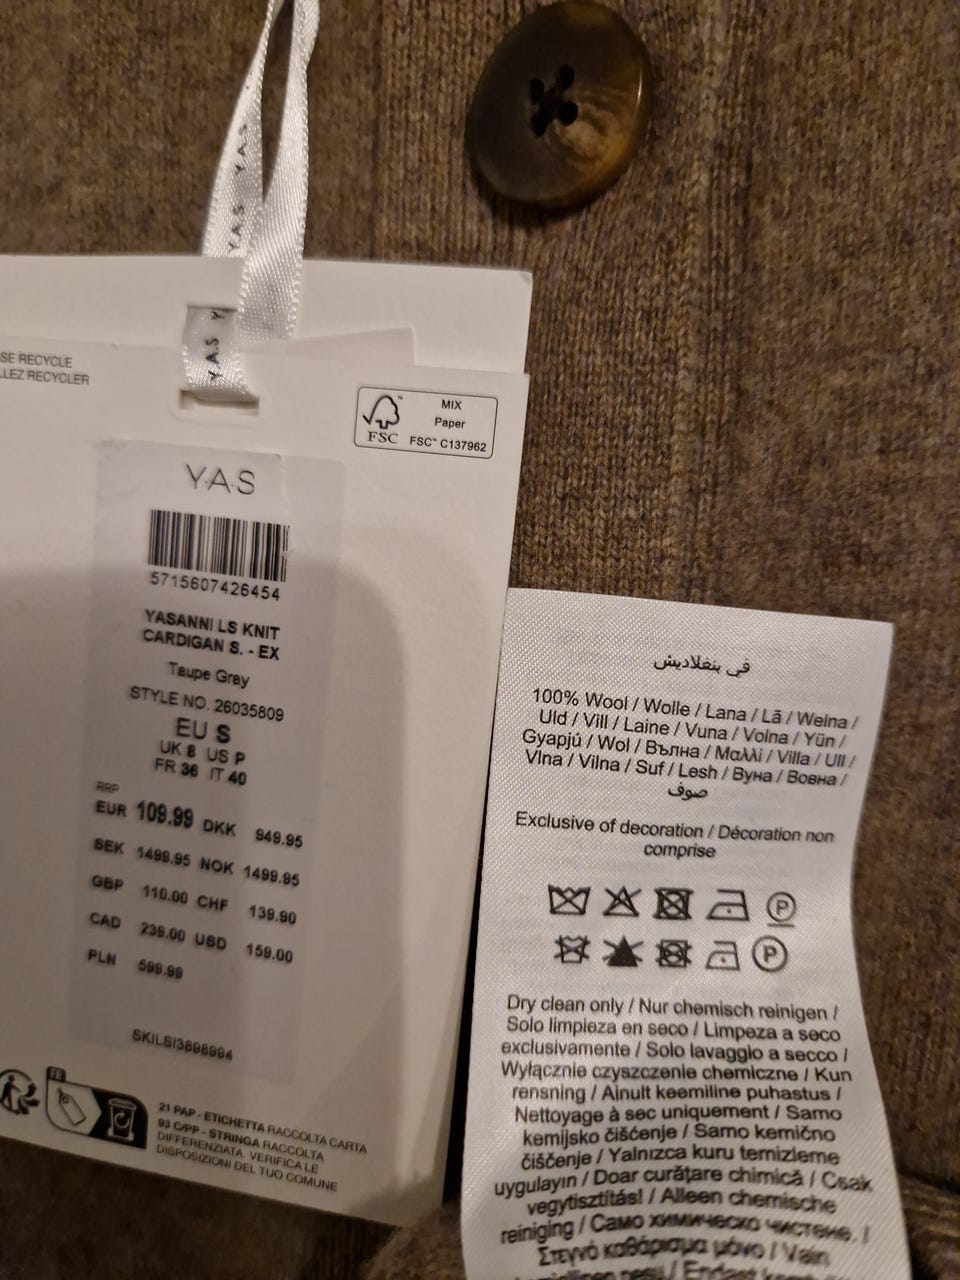 Y.A.S Y.A.S
Y.A.S Y
SE RECYCLE
LLEZ RECYCLER
MIX
Paper
FSC™ C137962
FSC
Y.A.S
5715607426454
YASANNI LS KNIT
CARDIGAN S. - EX
Taupe Gray
STYLE NO. 26035809
EU S
UK 8 US P
FR 36 IT 40
RRP
EUR 109.99 DKK 949.95
SEK 1499.95 NOK 1499.95
GBP 110.00 CHF 139.90
CAD 239.00 USD 159.00
PLN 599.99
SKILSI3898994
FR
21 PAP - ETICHETTA RACCOLTA CARTA
93 C/PP - STRINGA RACCOLTA
DIFFERENZIATA. VERIFICA LE
DISPOSIZIONI DEL TUO COMUNE
في بنغلاديش
100% Wool / Wolle / Lana / Lã / Wełna /
Uld / Vill / Laine / Vuna / Volna / Yün /
Gyapjú / Wol / Вълна / Μαλλί / Villa / Ull /
Vlna / Vilna / Suf / Lesh / Вуна / Вовна /
صوف
Exclusive of decoration / Décoration non
comprise
P
P
Dry clean only / Nur chemisch reinigen /
Solo limpieza en seco / Limpeza a seco
exclusivamente / Solo lavaggio a secco /
Wyłącznie czyszczenie chemiczne / Kun
rensning / Ainult keemiline puhastus /
Nettoyage à sec uniquement / Samo
kemijsko čišćenje / Samo kemično
čiščenje / Yalnızca kuru temizleme
uygulayın / Doar curățare chimică / Csak
vegytisztítás! / Alleen chemische
reiniging / Само химическо чистене. /
Στεγνό καθάρισμα μόνο / Vain
pesu / Endast